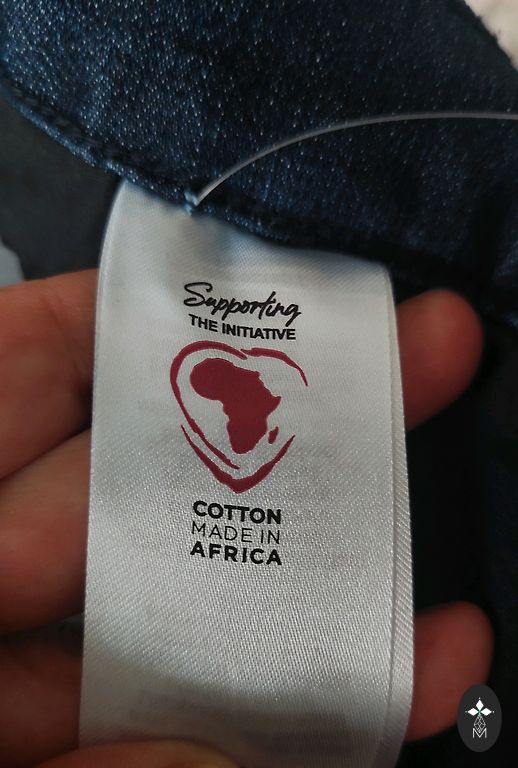 Supporting
THE INITIATIVE
COTTON
MADE IN
AFRICA
M